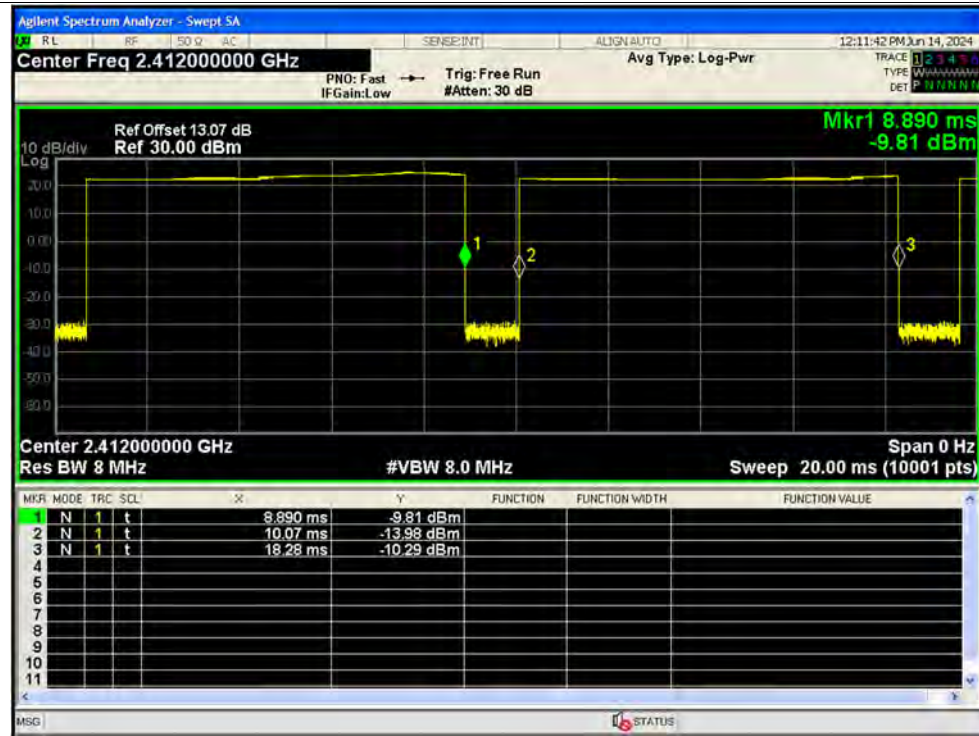 Agilent Spectrum Analyzer - Swept SA
RL RF 50 Ω AC SENSE:INT ALIGN AUTO 12:11:42 PM Jun 14, 2024
Center Freq 2.412000000 GHz
Avg Type: Log-Pwr
TRACE 1 2 3 4 5 6
PNO: Fast Trig: Free Run
TYPE
IFGain:Low #Atten: 30 dB
DET P N N N N N
Mkr1 8.890 ms
Ref Offset 13.07 dB
10 dB/div Ref 30.00 dBm
-9.81 dBm
Log
20.0
10.0
0.00
-10.0
-20.0
-30.0
-40.0
-50.0
-60.0
1
2
3
Center 2.412000000 GHz Span 0 Hz
Res BW 8 MHz #VBW 8.0 MHz Sweep 20.00 ms (10001 pts)
MKR MODE TRC SCL X Y FUNCTION FUNCTION WIDTH FUNCTION VALUE
1 N 1 t 8.890 ms -9.81 dBm
2 N 1 t 10.07 ms -13.98 dBm
3 N 1 t 18.28 ms -10.29 dBm
4
5
6
7
8
9
10
11
MSG STATUS